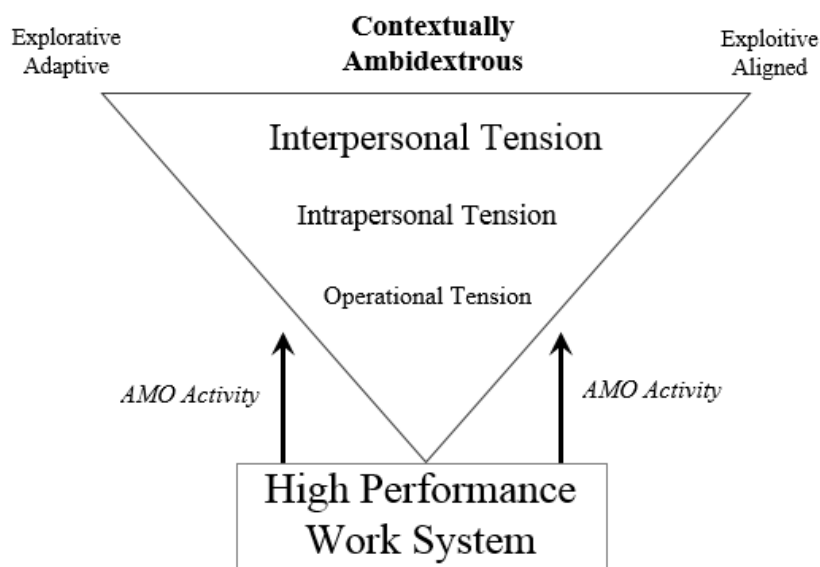 Explorative
Adaptive
Contextually
Ambidextrous
Exploitive
Aligned
Interpersonal Tension
Intrapersonal Tension
Operational Tension
AMO Activity
AMO Activity
High Performance
Work System